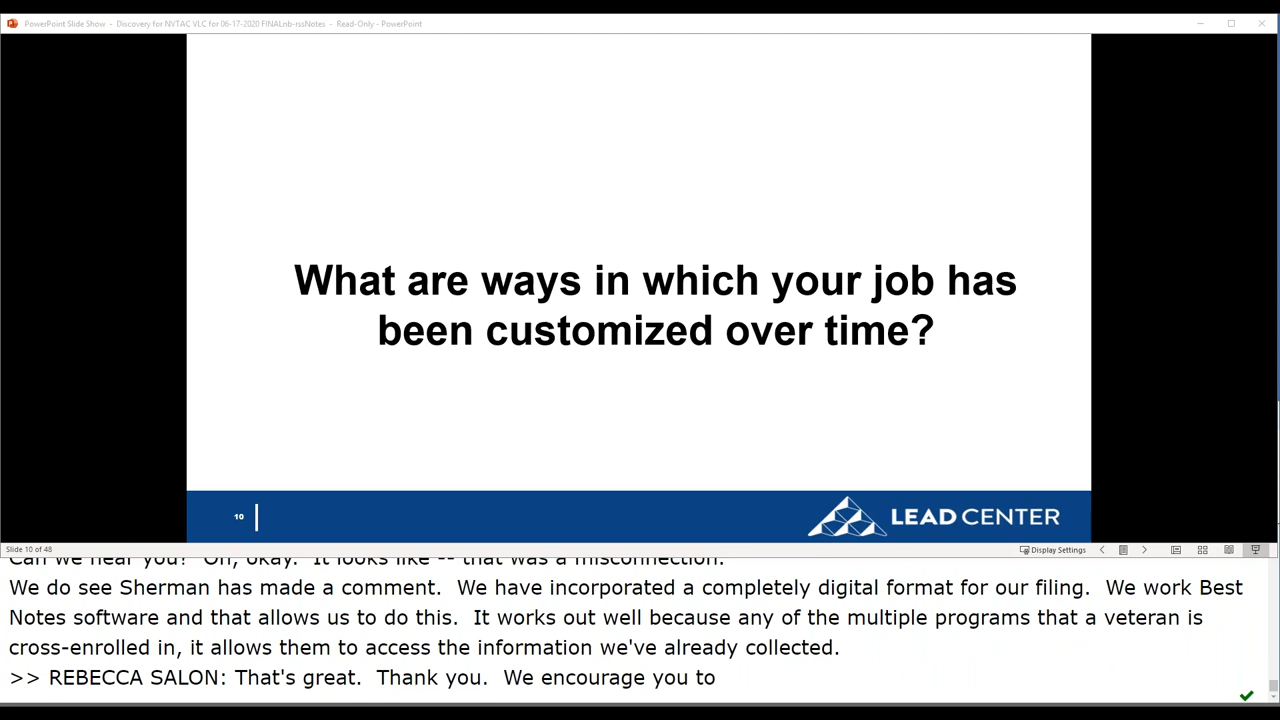 PowerPoint Slide Show - Discovery for NVTAC VLC for 06-17-2020 FINALnb-rssNotes - Read-Only - PowerPoint
What are ways in which your job has
been customized over time?
10
LEAD CENTER
Slide 10 of 48
Display Settings
Can we hear you? Oh, okay. It looks like -- that was a misconnection.
We do see Sherman has made a comment. We have incorporated a completely digital format for our filing. We work Best
Notes software and that allows us to do this. It works out well because any of the multiple programs that a veteran is
cross-enrolled in, it allows them to access the information we've already collected.
>> REBECCA SALON: That's great. Thank you. We encourage you to